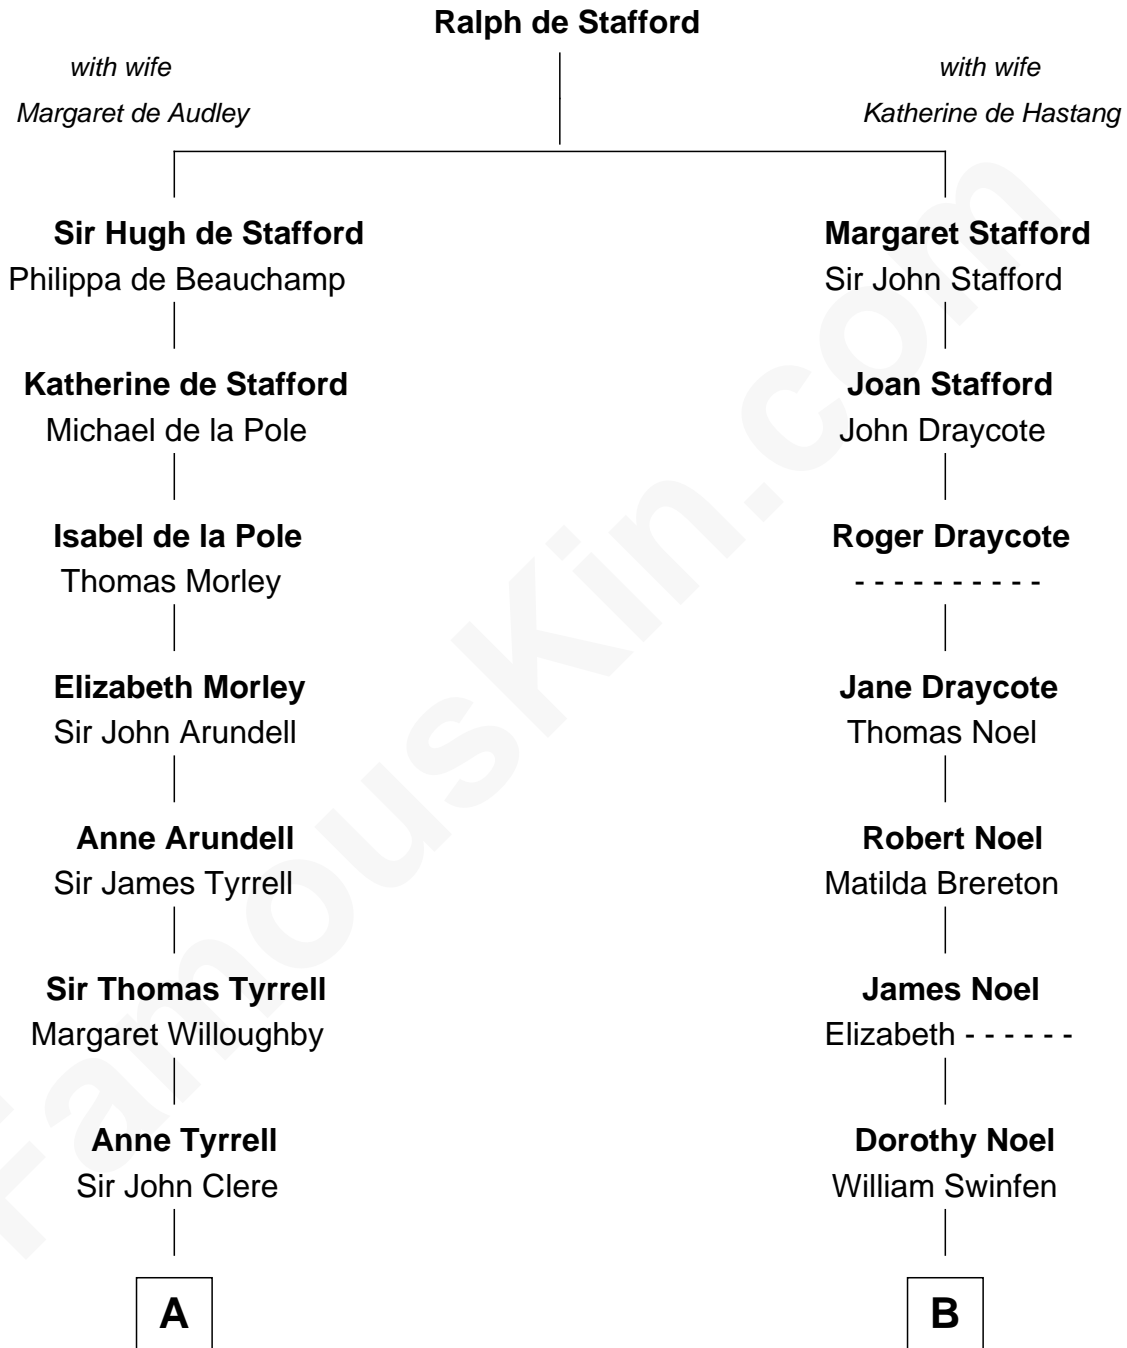 Ralph de Stafford
with wife
Margaret de Audley
with wife
Katherine de Hastang
Sir Hugh de Stafford
Philippa de Beauchamp
Margaret Stafford
Sir John Stafford
Katherine de Stafford
Michael de la Pole
Joan Stafford
John Draycote
Isabel de la Pole
Thomas Morley
Roger Draycote
- - - - - - - - - -
Elizabeth Morley
Sir John Arundell
Jane Draycote
Thomas Noel
Anne Arundell
Sir James Tyrrell
Robert Noel
Matilda Brereton
Sir Thomas Tyrrell
Margaret Willoughby
James Noel
Elizabeth - - - - - -
Anne Tyrrell
Sir John Clere
Dorothy Noel
William Swinfen
A
B
FamousKin.com